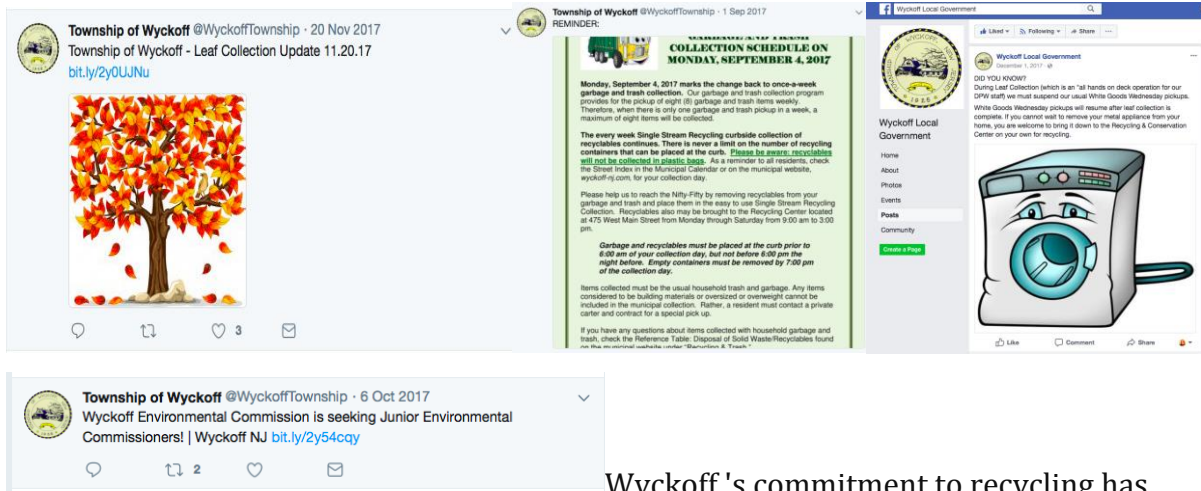 Township of Wyckoff @WyckoffTownship · 20 Nov 2017
Township of Wyckoff - Leaf Collection Update 11.20.17
bit.ly/2y0UJNu
3
Township of Wyckoff @WyckoffTownship · 1 Sep 2017
REMINDER:
GARBAGE AND TRASH
COLLECTION SCHEDULE ON
MONDAY, SEPTEMBER 4, 2017
Monday, September 4, 2017 marks the change back to once-a-week
garbage and trash collection. Our garbage and trash collection program
provides for the pickup of eight (8) garbage and trash items weekly.
Therefore, when there is only one garbage and trash pickup in a week, a
maximum of eight items will be collected.
The every week Single Stream Recycling curbside collection of
recyclables continues. There is never a limit on the number of recycling
containers that can be placed at the curb. Please be aware: recyclables
will not be collected in plastic bags. As a reminder to all residents, check
the Street Index in the Municipal Calendar or on the municipal website,
wyckoff-nj.com, for your collection day.
Please help us to reach the Nifty-Fifty by removing recyclables from your
garbage and trash and place them in the easy to use Single Stream Recycling
Collection. Recyclables also may be brought to the Recycling Center located
at 475 West Main Street from Monday through Saturday from 9:00 am to 3:00
pm.
Garbage and recyclables must be placed at the curb prior to
6:00 am of your collection day, but not before 6:00 pm the
night before. Empty containers must be removed by 7:00 pm
of the collection day.
Items collected must be the usual household trash and garbage. Any items
considered to be building materials or oversized or overweight cannot be
included in the municipal collection. Rather, a resident must contact a private
carter and contract for a special pick up.
If you have any questions about items collected with household garbage and
trash, check the Reference Table: Disposal of Solid Waste/Recyclables found
on the municipal website under "Recycling & Trash."
Wyckoff Local Government
Liked
Following
Share
Wyckoff Local Government
December 1, 2017
DID YOU KNOW?
During Leaf Collection (which is an "all hands on deck operation for our
DPW staff) we must suspend our usual White Goods Wednesday pickups.
White Goods Wednesday pickups will resume after leaf collection is
complete. If you cannot wait to remove your metal appliance from your
home, you are welcome to bring it down to the Recycling & Conservation
Center on your own for recycling.
Wyckoff Local
Government
Home
About
Photos
Events
Posts
Community
Create a Page
Like
Comment
Share
Township of Wyckoff @WyckoffTownship · 6 Oct 2017
Wyckoff Environmental Commission is seeking Junior Environmental
Commissioners! | Wyckoff NJ bit.ly/2y54cqy
2
Wyckoff 's commitment to recycling has